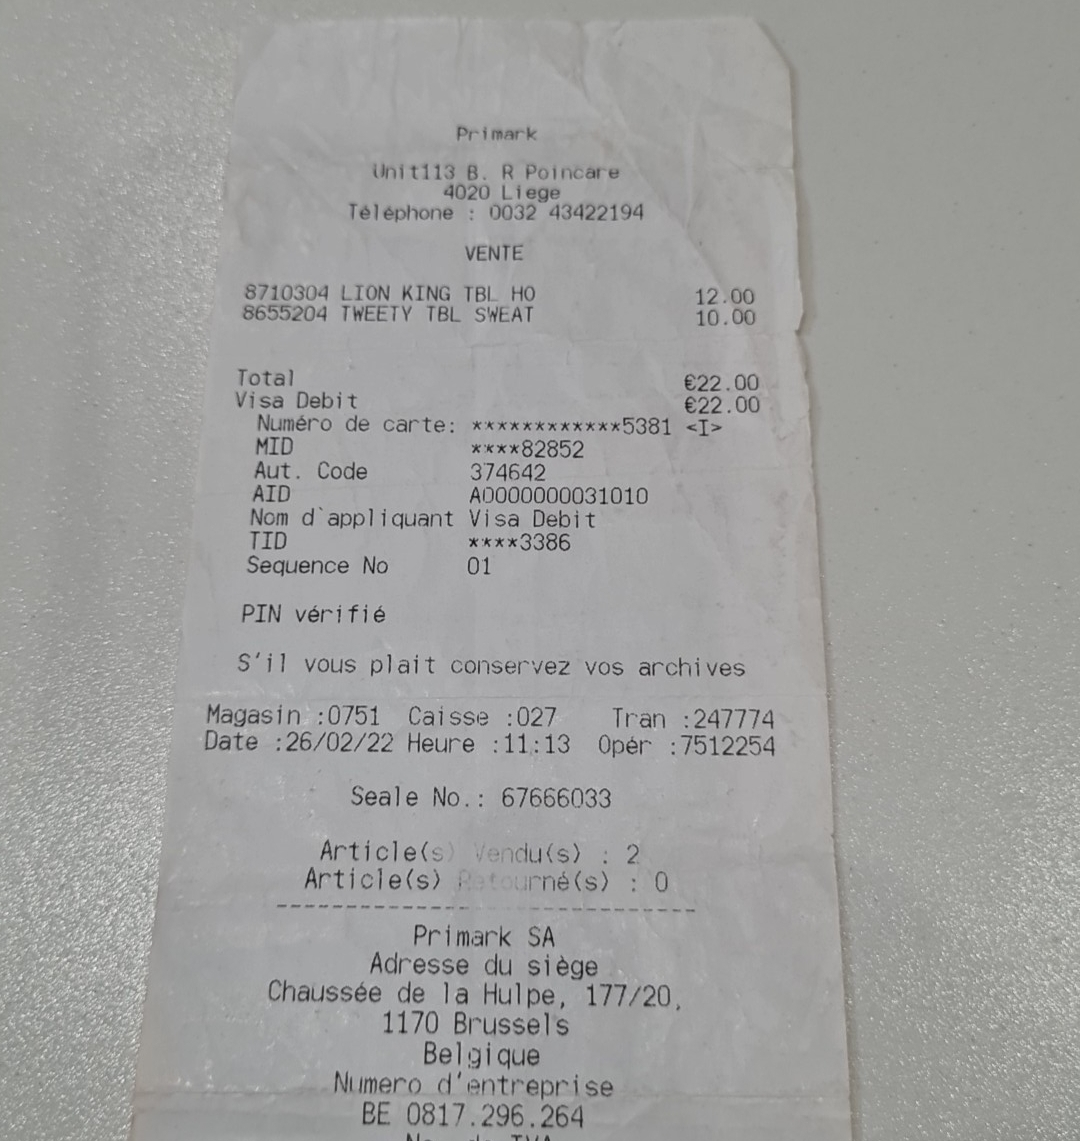 Primark
Unit113 B. R Poincare
4020 Liege
Téléphone : 0032 43422194
VENTE
8710304 LION KING TBL HO 12.00
8655204 TWEETY TBL SWEAT 10.00
Total €22.00
Visa Debit €22.00
Numéro de carte: ************5381 <I>
MID ****82852
Aut. Code 374642
AID A0000000031010
Nom d`appliquant Visa Debit
TID ****3386
Sequence No 01
PIN vérifié
S'il vous plait conservez vos archives
Magasin :0751 Caisse :027 Tran :247774
Date :26/02/22 Heure :11:13 Opér :7512254
Seale No.: 67666033
Article(s) Vendu(s) : 2
Article(s) Retourné(s) : 0
--------------------------------
Primark SA
Adresse du siège
Chaussée de la Hulpe, 177/20,
1170 Brussels
Belgique
Numero d'entreprise
BE 0817.296.264